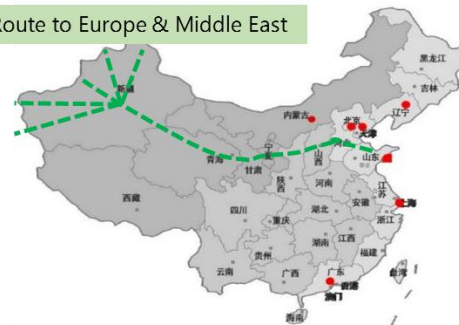 Route to Europe & Middle East
黑龙江
吉林
新疆
辽宁
内蒙古
北京
天津
河北
宁夏
山西
山东
青海
甘肃
陕西
河南
江苏
西藏
安徽
上海
四川
湖北
重庆
浙江
湖南
江西
贵州
福建
云南
台湾
广西
广东
香港
澳门
海南